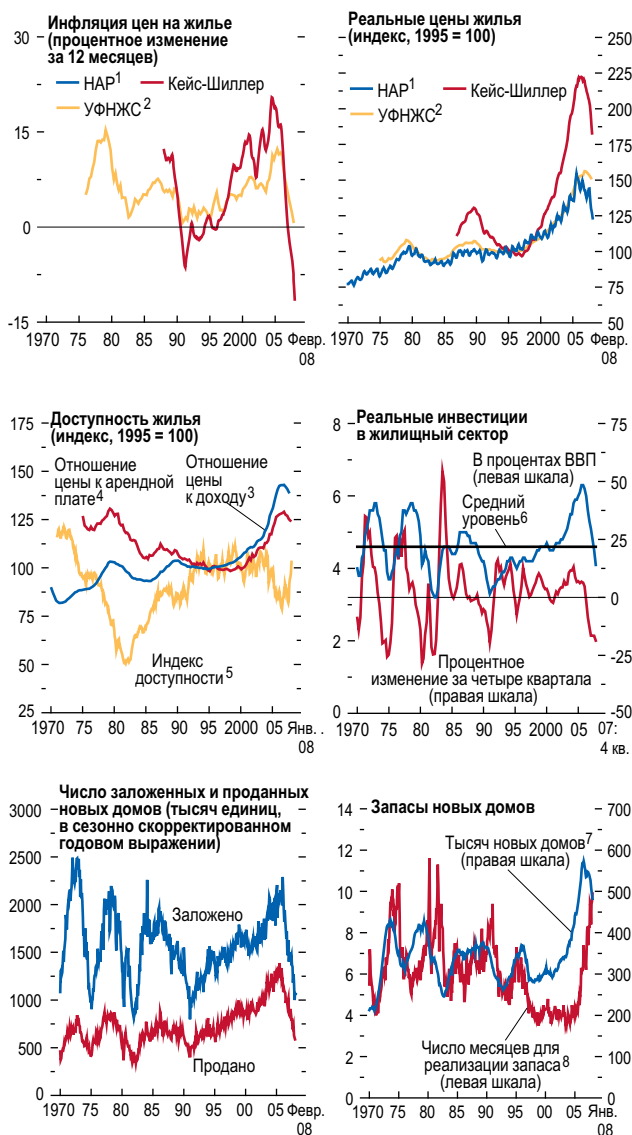 Инфляция цен на жилье
(процентное изменение
за 12 месяцев)
НАР1
Кейс-Шиллер
УФНЖС2
30
15
0
-15
1970 75 80 85 90 95 2000 Февр.
08
Реальные цены жилья
(индекс, 1995 = 100)
НАР1
Кейс-Шиллер
УФНЖС2
250
225
200
175
150
125
100
75
50
1970 75 80 85 90 95 2000 05 Февр.
08
Доступность жилья
(индекс, 1995 = 100)
Отношение
цены к арендной
плате4
Отношение
цены
к доходу3
Индекс
доступности5
175
150
125
100
75
50
25
1970 75 80 85 90 95 2000 Янв. .
08
Реальные инвестиции
в жилищный сектор
В процентах ВВП
(левая шкала)
Средний
уровень6
Процентное
изменение за четыре квартала
(правая шкала)
8
6
4
2
0
75
50
25
0
-25
-50
1970 75 80 85 90 95 2000 07:
4 кв.
Число заложенных и проданных
новых домов (тысяч единиц,
в сезонно скорректированном
годовом выражении)
Заложено
Продано
3000
2500
2000
1500
1000
500
0
1970 75 80 85 90 95 00 05 Февр.
08
Запасы новых домов
Тысяч новых домов7
(правая шкала)
Число месяцев для
реализации запаса8
(левая шкала)
14
12
10
8
6
4
2
0
700
600
500
400
300
200
100
0
1970 75 80 85 90 95 00 05 Янв.
08